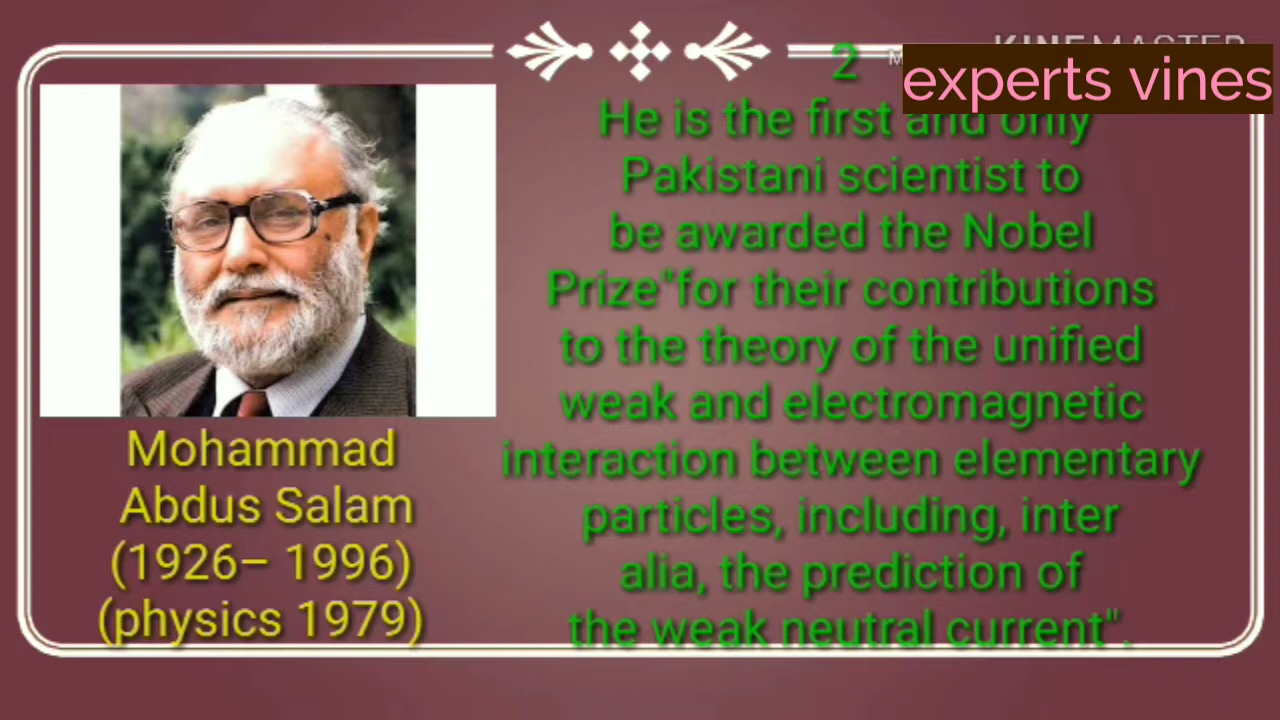 KINEMASTER
experts vines
2
He is the first and only
Pakistani scientist to
be awarded the Nobel
Prize"for their contributions
to the theory of the unified
weak and electromagnetic
interaction between elementary
particles, including, inter
alia, the prediction of
the weak neutral current".
Mohammad
Abdus Salam
(1926– 1996)
(physics 1979)